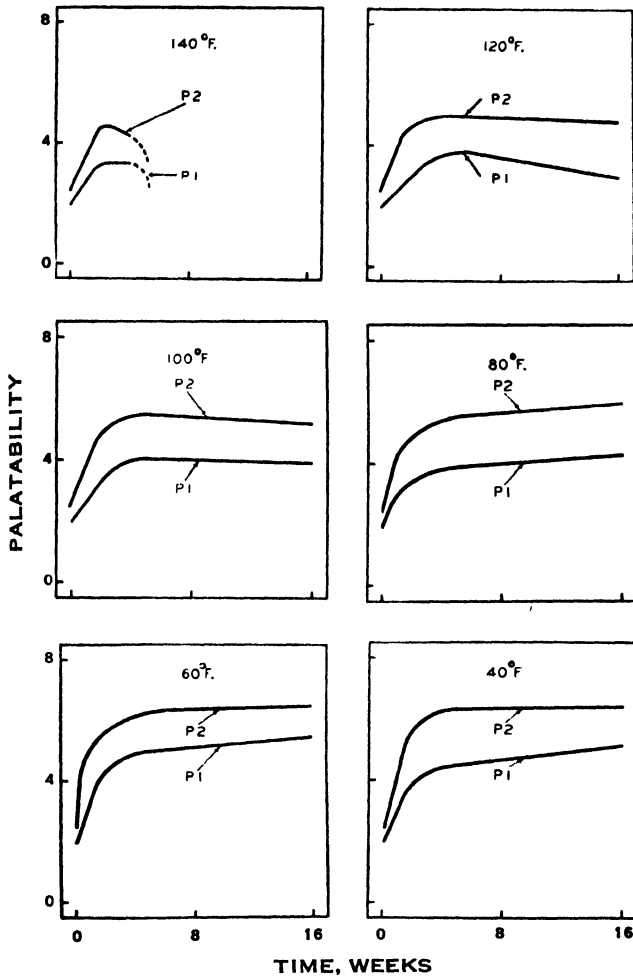 8
140°F.
P2
4
P1
0
120°F.
P2
P1
8
100°F
P2
4
P1
0
80°F.
P2
P1
8
60°F.
P2
4
P1
0
0
8
16
40°F
P2
P1
0
8
16
PALATABILITY
TIME, WEEKS